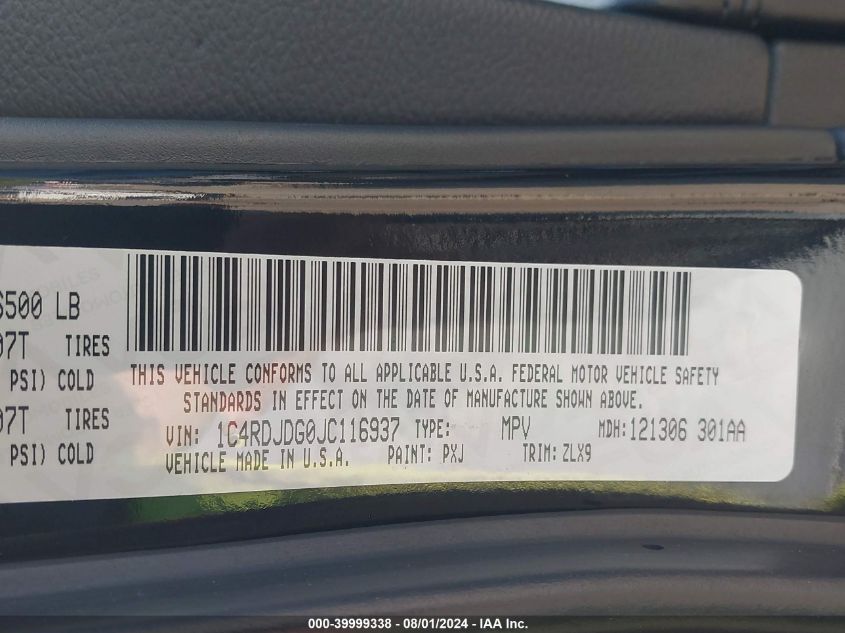 6500 LB
07T TIRES
PSI) COLD
07T TIRES
PSI) COLD
THIS VEHICLE CONFORMS TO ALL APPLICABLE U.S.A. FEDERAL MOTOR VEHICLE SAFETY
STANDARDS IN EFFECT ON THE DATE OF MANUFACTURE SHOWN ABOVE.
VIN: 1C4RDJDG0JC116937 TYPE: MPV MDH:121306 301AA
VEHICLE MADE IN U.S.A. PAINT: PXJ TRIM: ZLX9
000-39999338 - 08/01/2024 - IAA Inc.